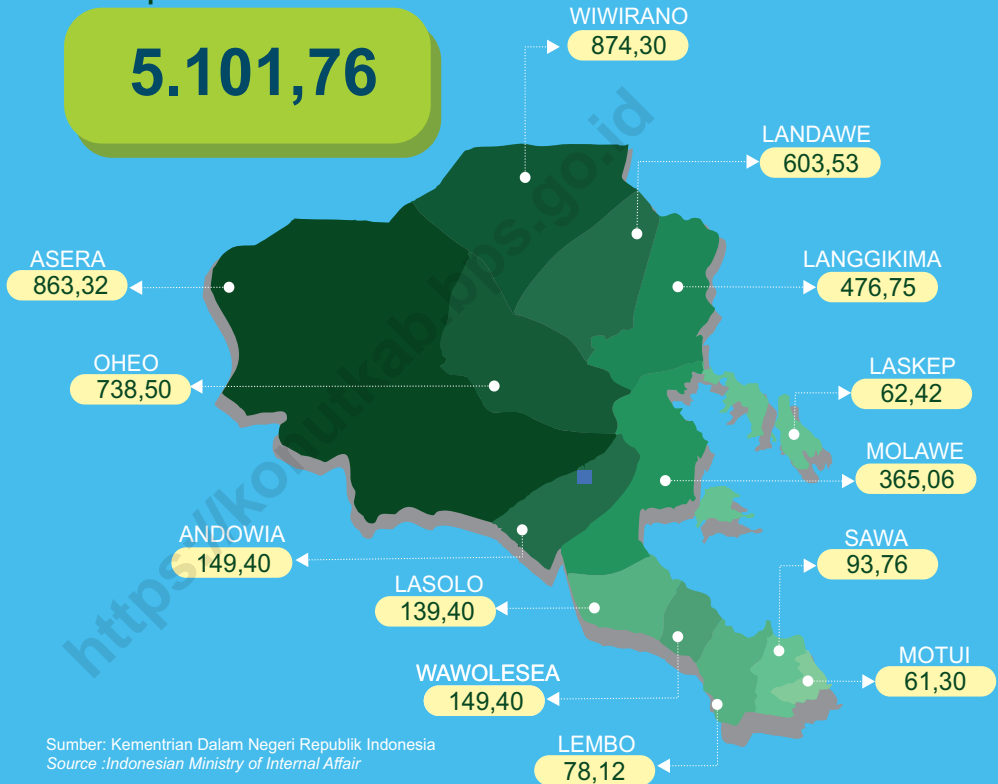 5.101,76
WIWIRANO
874,30
LANDAWE
603,53
ASERA
863,32
LANGGIKIMA
476,75
OHEO
738,50
LASKEP
62,42
MOLAWE
365,06
ANDOWIA
149,40
SAWA
93,76
LASOLO
139,40
MOTUI
61,30
WAWOLESEA
149,40
LEMBO
78,12
Sumber: Kementrian Dalam Negeri Republik Indonesia
Source :Indonesian Ministry of Internal Affair
https://konutkab.bps.go.id